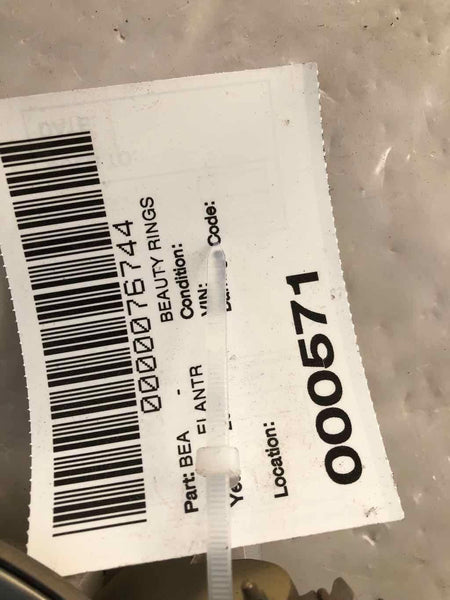 0000076744
BEAUTY RINGS
Part: BEA - Condition:
VIN:
Code:
Location:
000571